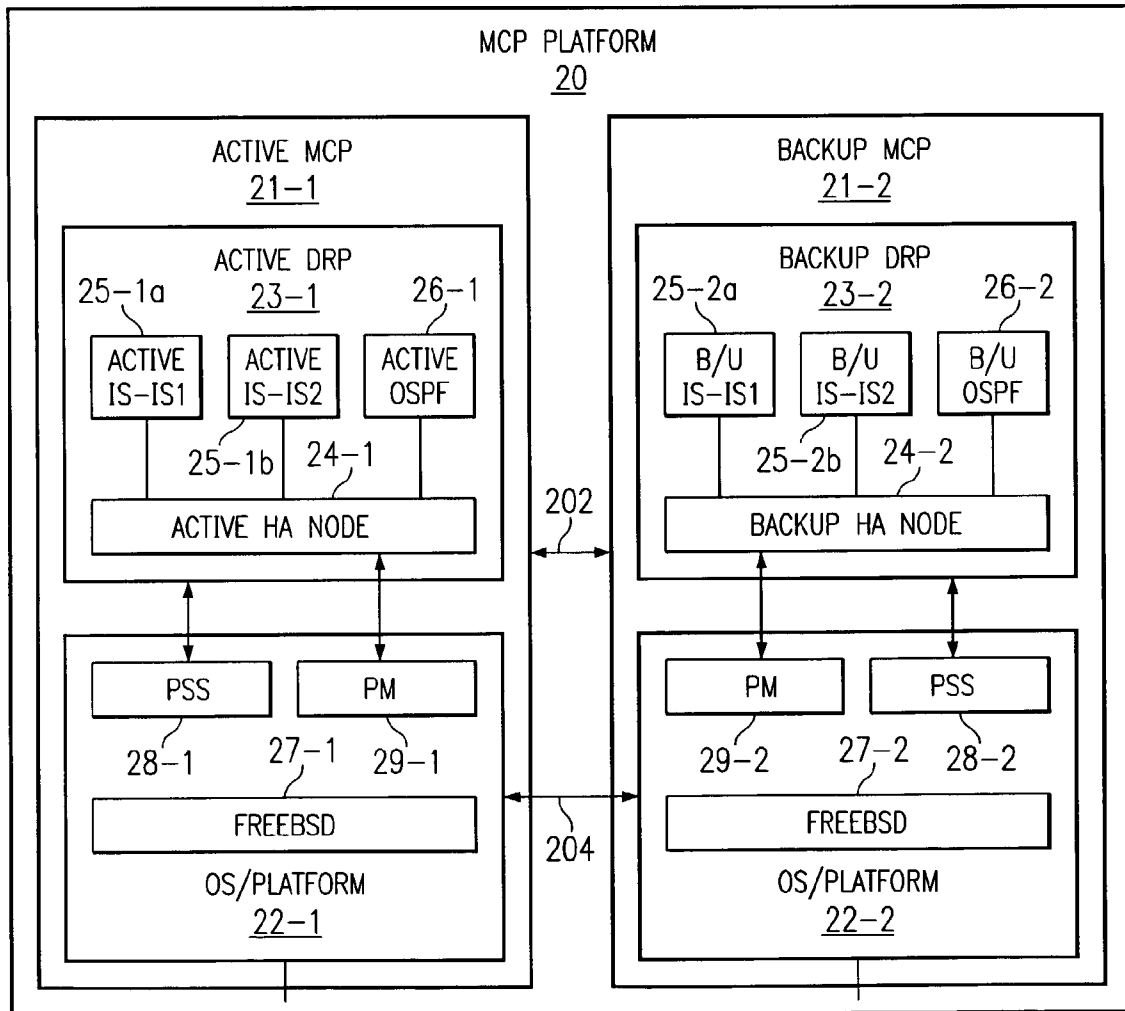 MCP PLATFORM
20
ACTIVE MCP
21-1
ACTIVE DRP
23-1
25-1a
26-1
ACTIVE
IS-IS1
ACTIVE
IS-IS2
ACTIVE
OSPF
25-1b
24-1
ACTIVE HA NODE
PSS
PM
28-1
27-1
29-1
FREEBSD
OS/PLATFORM
22-1
202
204
BACKUP MCP
21-2
BACKUP DRP
23-2
25-2a
26-2
B/U
IS-IS1
B/U
IS-IS2
B/U
OSPF
25-2b
24-2
BACKUP HA NODE
PM
PSS
29-2
27-2
28-2
FREEBSD
OS/PLATFORM
22-2